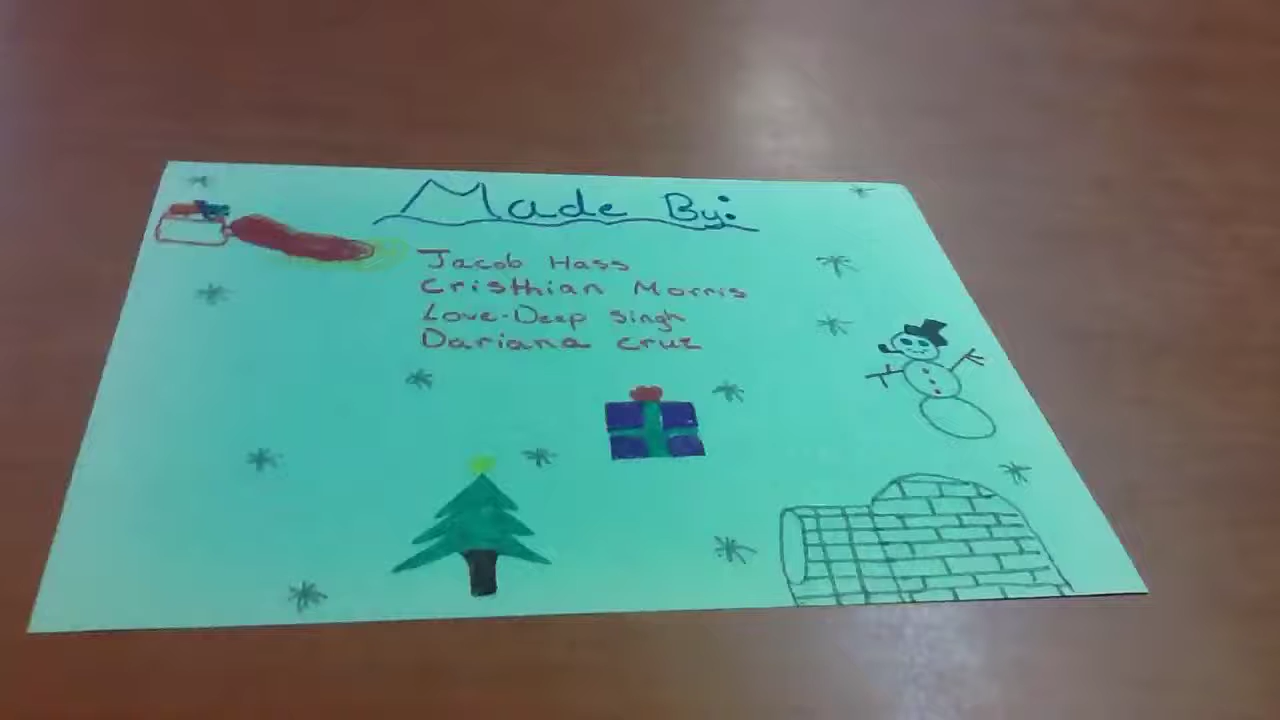 Made By:
Jacob Hass
Cristhian Morris
Love-Deep Singh
Dariana Cruz